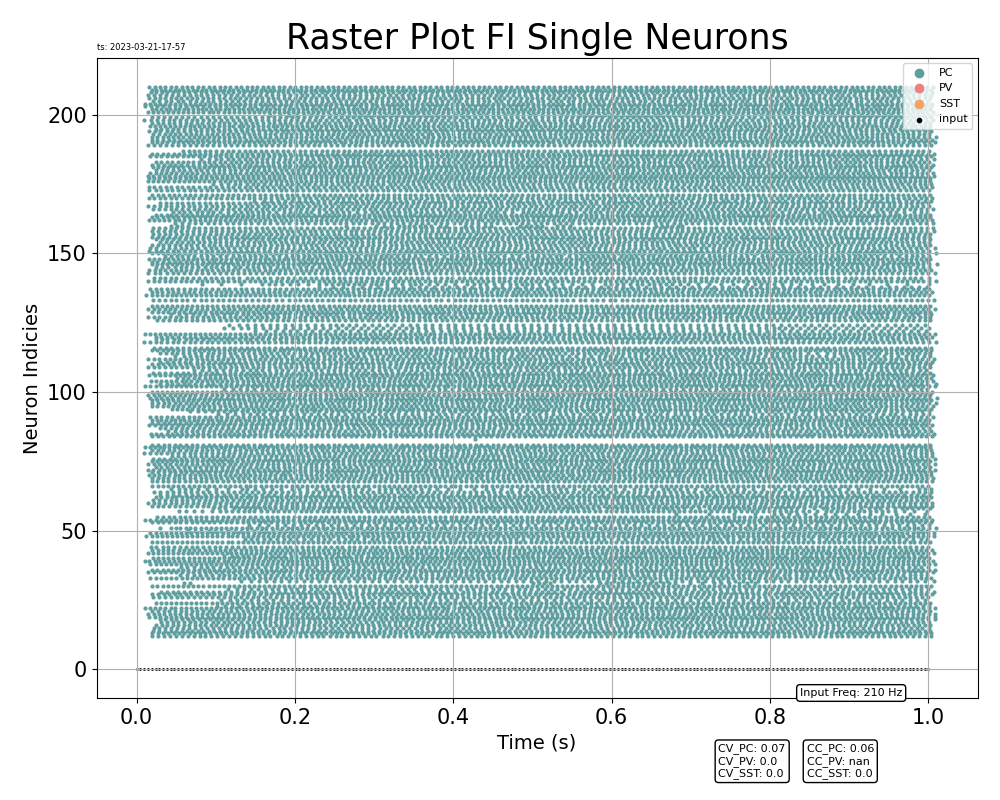 Raster Plot FI Single Neurons
ts: 2023-03-21-17-57
PC
PV
SST
input
200
150
100
50
0
Neuron Indicies
Input Freq: 210 Hz
0.0 0.2 0.4 0.6 0.8 1.0
Time (s)
CV_PC: 0.07
CV_PV: 0.0
CV_SST: 0.0
CC_PC: 0.06
CC_PV: nan
CC_SST: 0.0